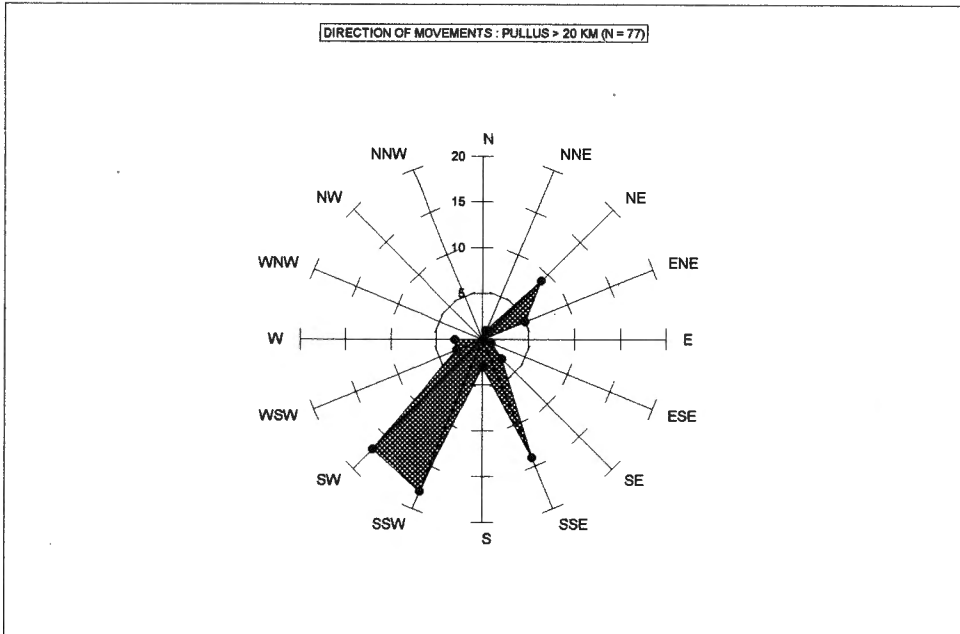 DIRECTION OF MOVEMENTS : PULLUS > 20 KM (N = 77)
N
NNW
20
NNE
NW
15
NE
10
WNW
ENE
5
W
E
WSW
ESE
SW
SE
SSW
SSE
S